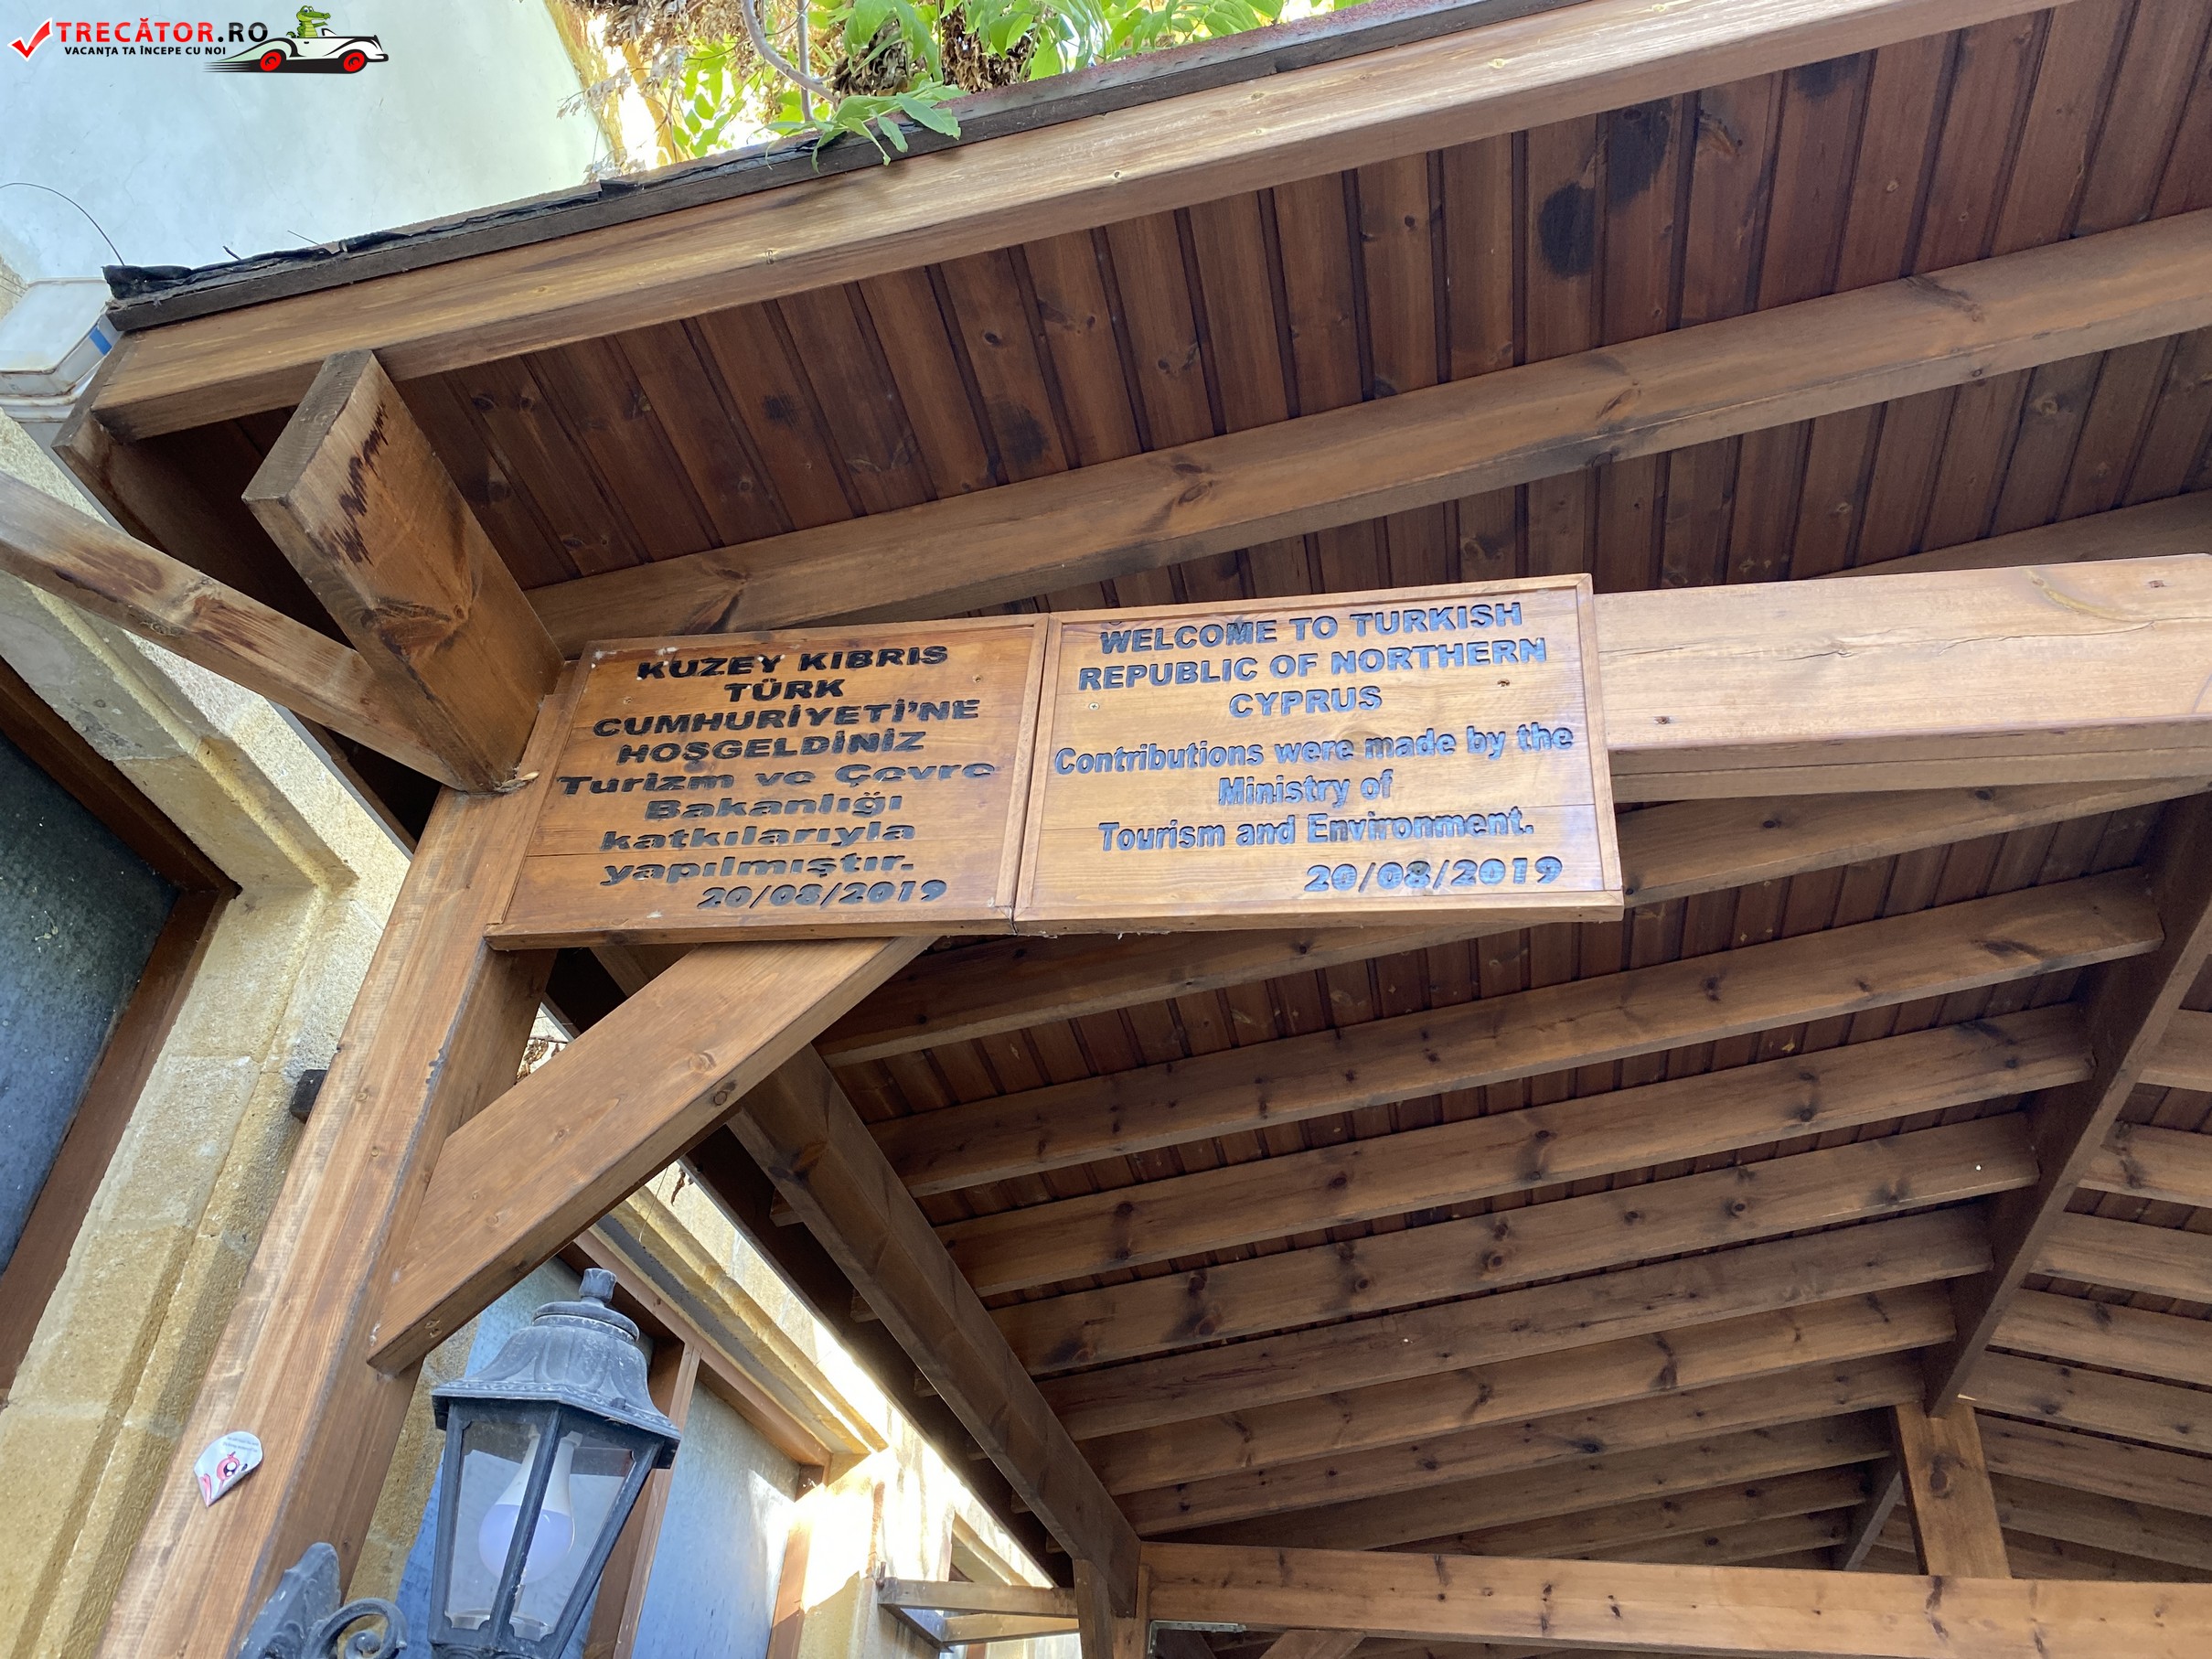 TRECĂTOR.RO
VACANȚA TA ÎNCEPE CU NOI
KUZEY KIBRIS
TÜRK
CUMHURİYETİ'NE
HOŞGELDİNİZ
Turizm ve Çevre
Bakanlığı
katkılarıyla
yapılmıştır.
20/08/2019
WELCOME TO TURKISH
REPUBLIC OF NORTHERN
CYPRUS
Contributions were made by the
Ministry of
Tourism and Environment.
20/08/2019